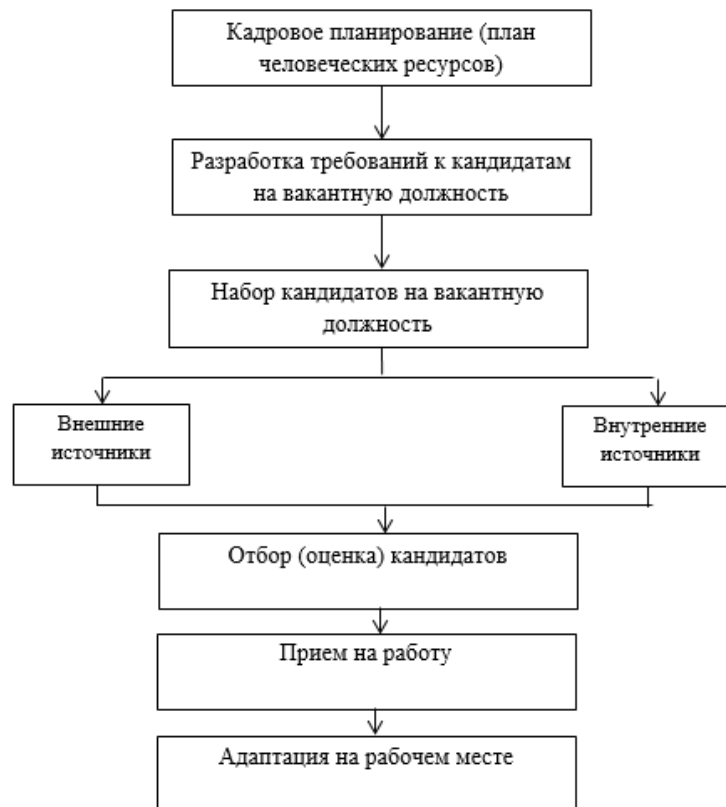 Кадровое планирование (план
человеческих ресурсов)
Разработка требований к кандидатам
на вакантную должность
Набор кандидатов на вакантную
должность
Внешние
источники
Внутренние
источники
Отбор (оценка) кандидатов
Прием на работу
Адаптация на рабочем месте